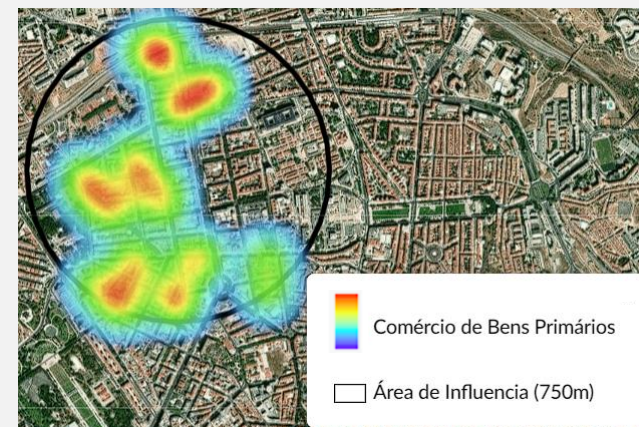 Comércio de Bens Primários
Área de Influencia (750m)